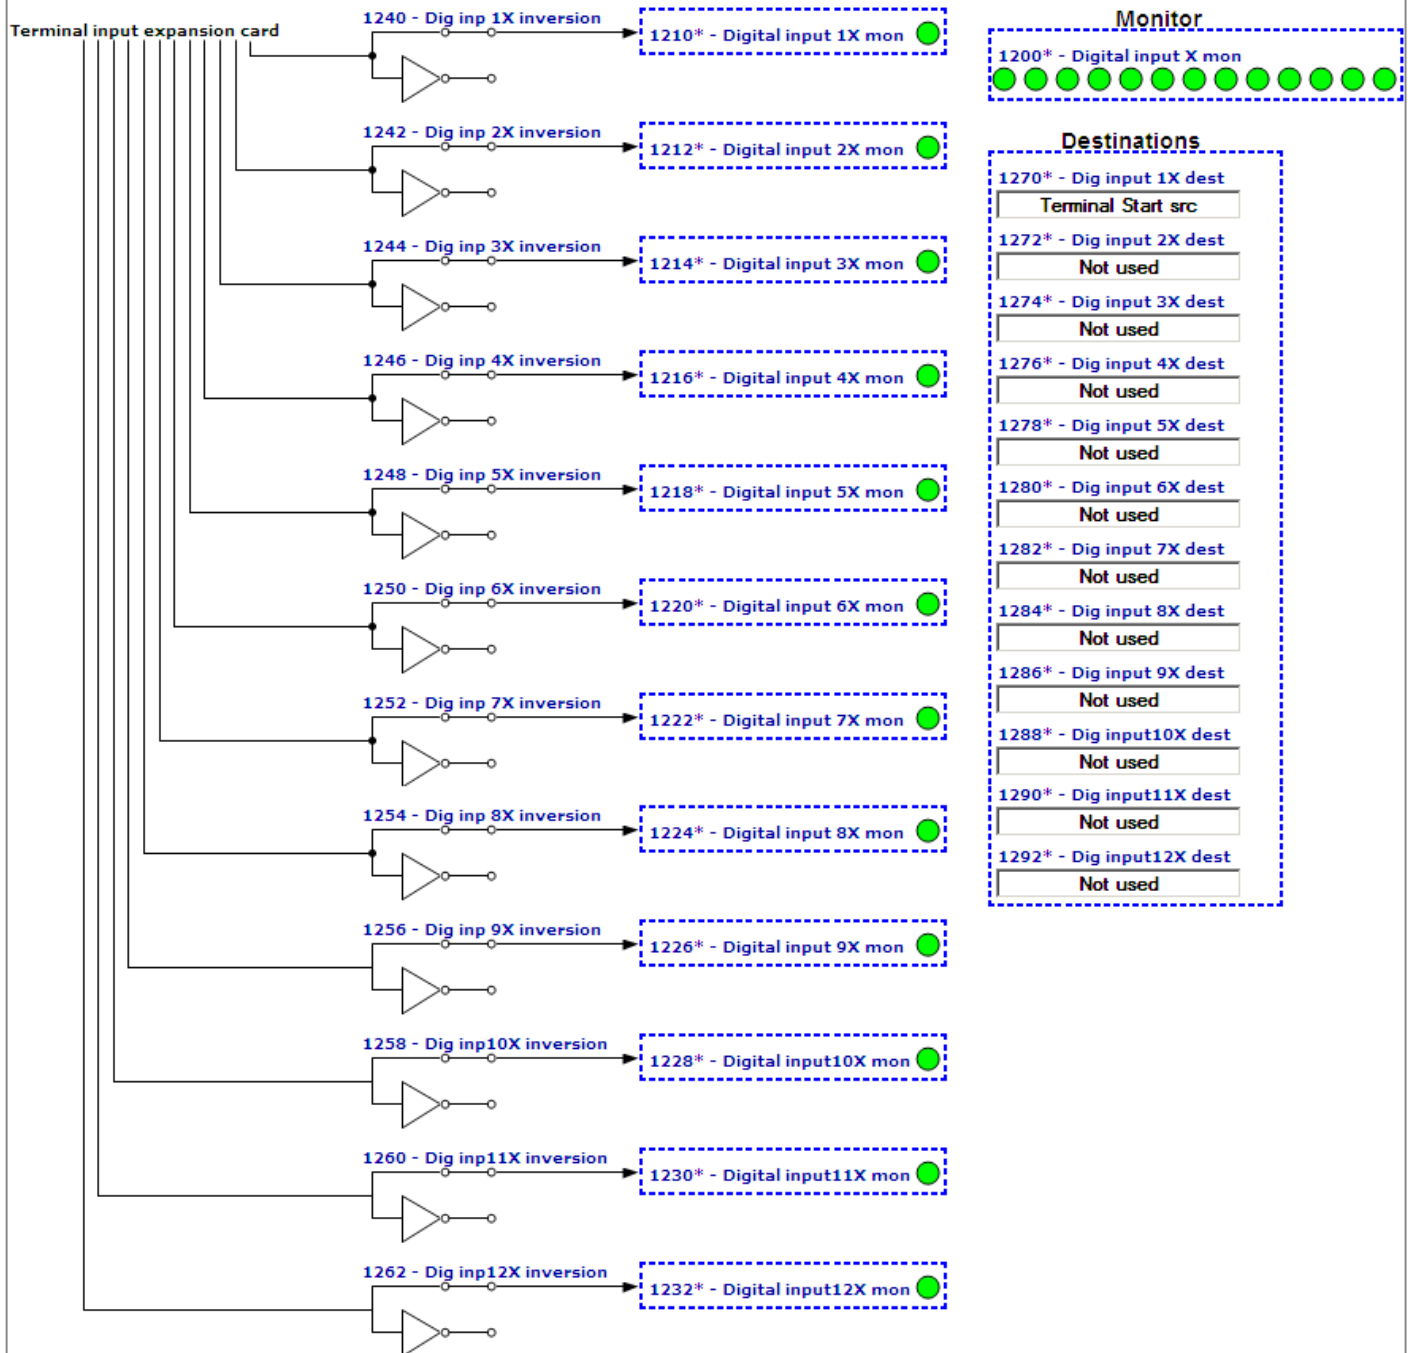 Terminal input expansion card
1240 - Dig inp 1X inversion
1210* - Digital input 1X mon
1242 - Dig inp 2X inversion
1212* - Digital input 2X mon
1244 - Dig inp 3X inversion
1214* - Digital input 3X mon
1246 - Dig inp 4X inversion
1216* - Digital input 4X mon
1248 - Dig inp 5X inversion
1218* - Digital input 5X mon
1250 - Dig inp 6X inversion
1220* - Digital input 6X mon
1252 - Dig inp 7X inversion
1222* - Digital input 7X mon
1254 - Dig inp 8X inversion
1224* - Digital input 8X mon
1256 - Dig inp 9X inversion
1226* - Digital input 9X mon
1258 - Dig inp10X inversion
1228* - Digital input10X mon
1260 - Dig inp11X inversion
1230* - Digital input11X mon
1262 - Dig inp12X inversion
1232* - Digital input12X mon
Monitor
1200* - Digital input X mon
Destinations
1270* - Dig input 1X dest
Terminal Start src
1272* - Dig input 2X dest
Not used
1274* - Dig input 3X dest
Not used
1276* - Dig input 4X dest
Not used
1278* - Dig input 5X dest
Not used
1280* - Dig input 6X dest
Not used
1282* - Dig input 7X dest
Not used
1284* - Dig input 8X dest
Not used
1286* - Dig input 9X dest
Not used
1288* - Dig input10X dest
Not used
1290* - Dig input11X dest
Not used
1292* - Dig input12X dest
Not used